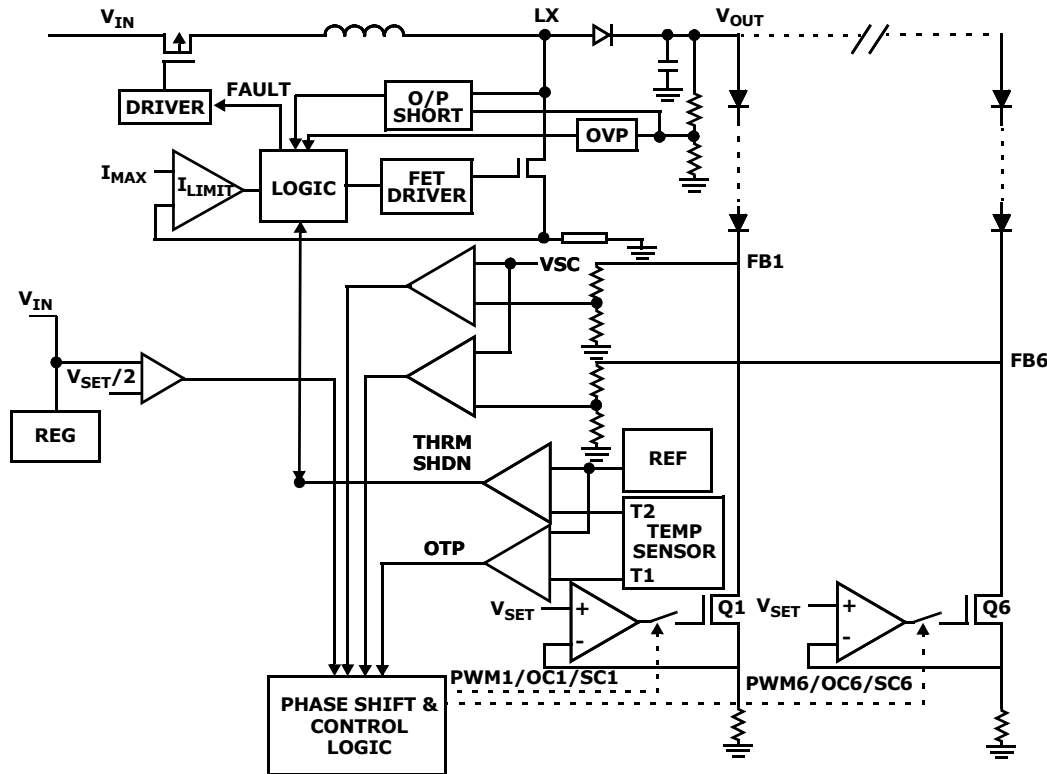 VIN
LX
VOUT
FAULT
DRIVER
O/P
SHORT
OVP
IMAX
ILIMIT
LOGIC
FET
DRIVER
VSC
FB1
VIN
VSET/2
REG
FB6
THRM
SHDN
REF
T2
TEMP
SENSOR
T1
OTP
VSET
+
-
Q1
VSET
+
-
Q6
PWM1/OC1/SC1
PWM6/OC6/SC6
PHASE SHIFT &
CONTROL
LOGIC